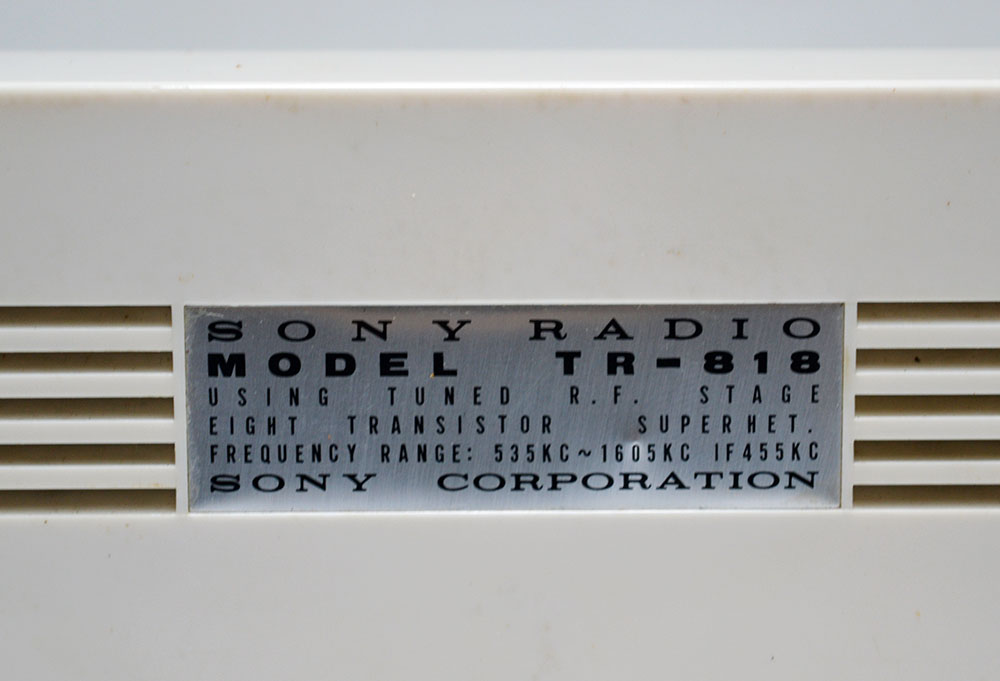 SONY RADIO
MODEL TR-818
USING TUNED R.F. STAGE
EIGHT TRANSISTOR SUPERHET.
FREQUENCY RANGE: 535KC~1605KC IF455KC
SONY CORPORATION